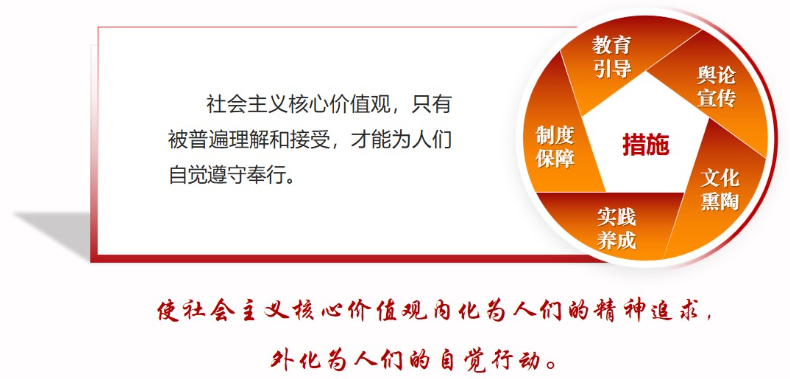 社会主义核心价值观，只有
被普遍理解和接受，才能为人们
自觉遵守奉行。
教育
引导
舆论
宣传
文化
熏陶
实践
养成
制度
保障
措施
使社会主义核心价值观内化为人们的精神追求，
外化为人们的自觉行动。